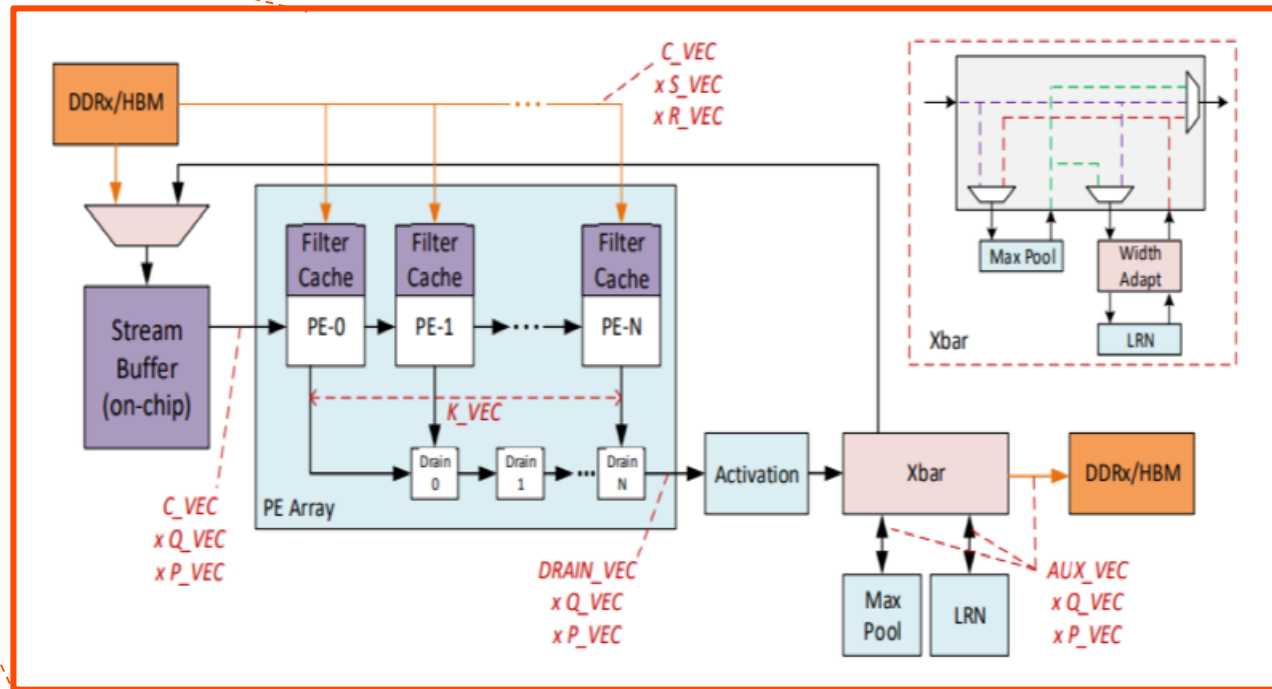 DDRx/HBM
C_VEC
x S_VEC
x R_VEC
Filter
Cache
Filter
Cache
Filter
Cache
PE-0
PE-1
...
PE-N
Stream
Buffer
(on-chip)
K_VEC
Drain
0
Drain
1
...
Drain
N
PE Array
C_VEC
x Q_VEC
x P_VEC
DRAIN_VEC
x Q_VEC
x P_VEC
Activation
Xbar
DDRx/HBM
Max
Pool
LRN
AUX_VEC
x Q_VEC
x P_VEC
Max Pool
Width
Adapt
LRN
Xbar